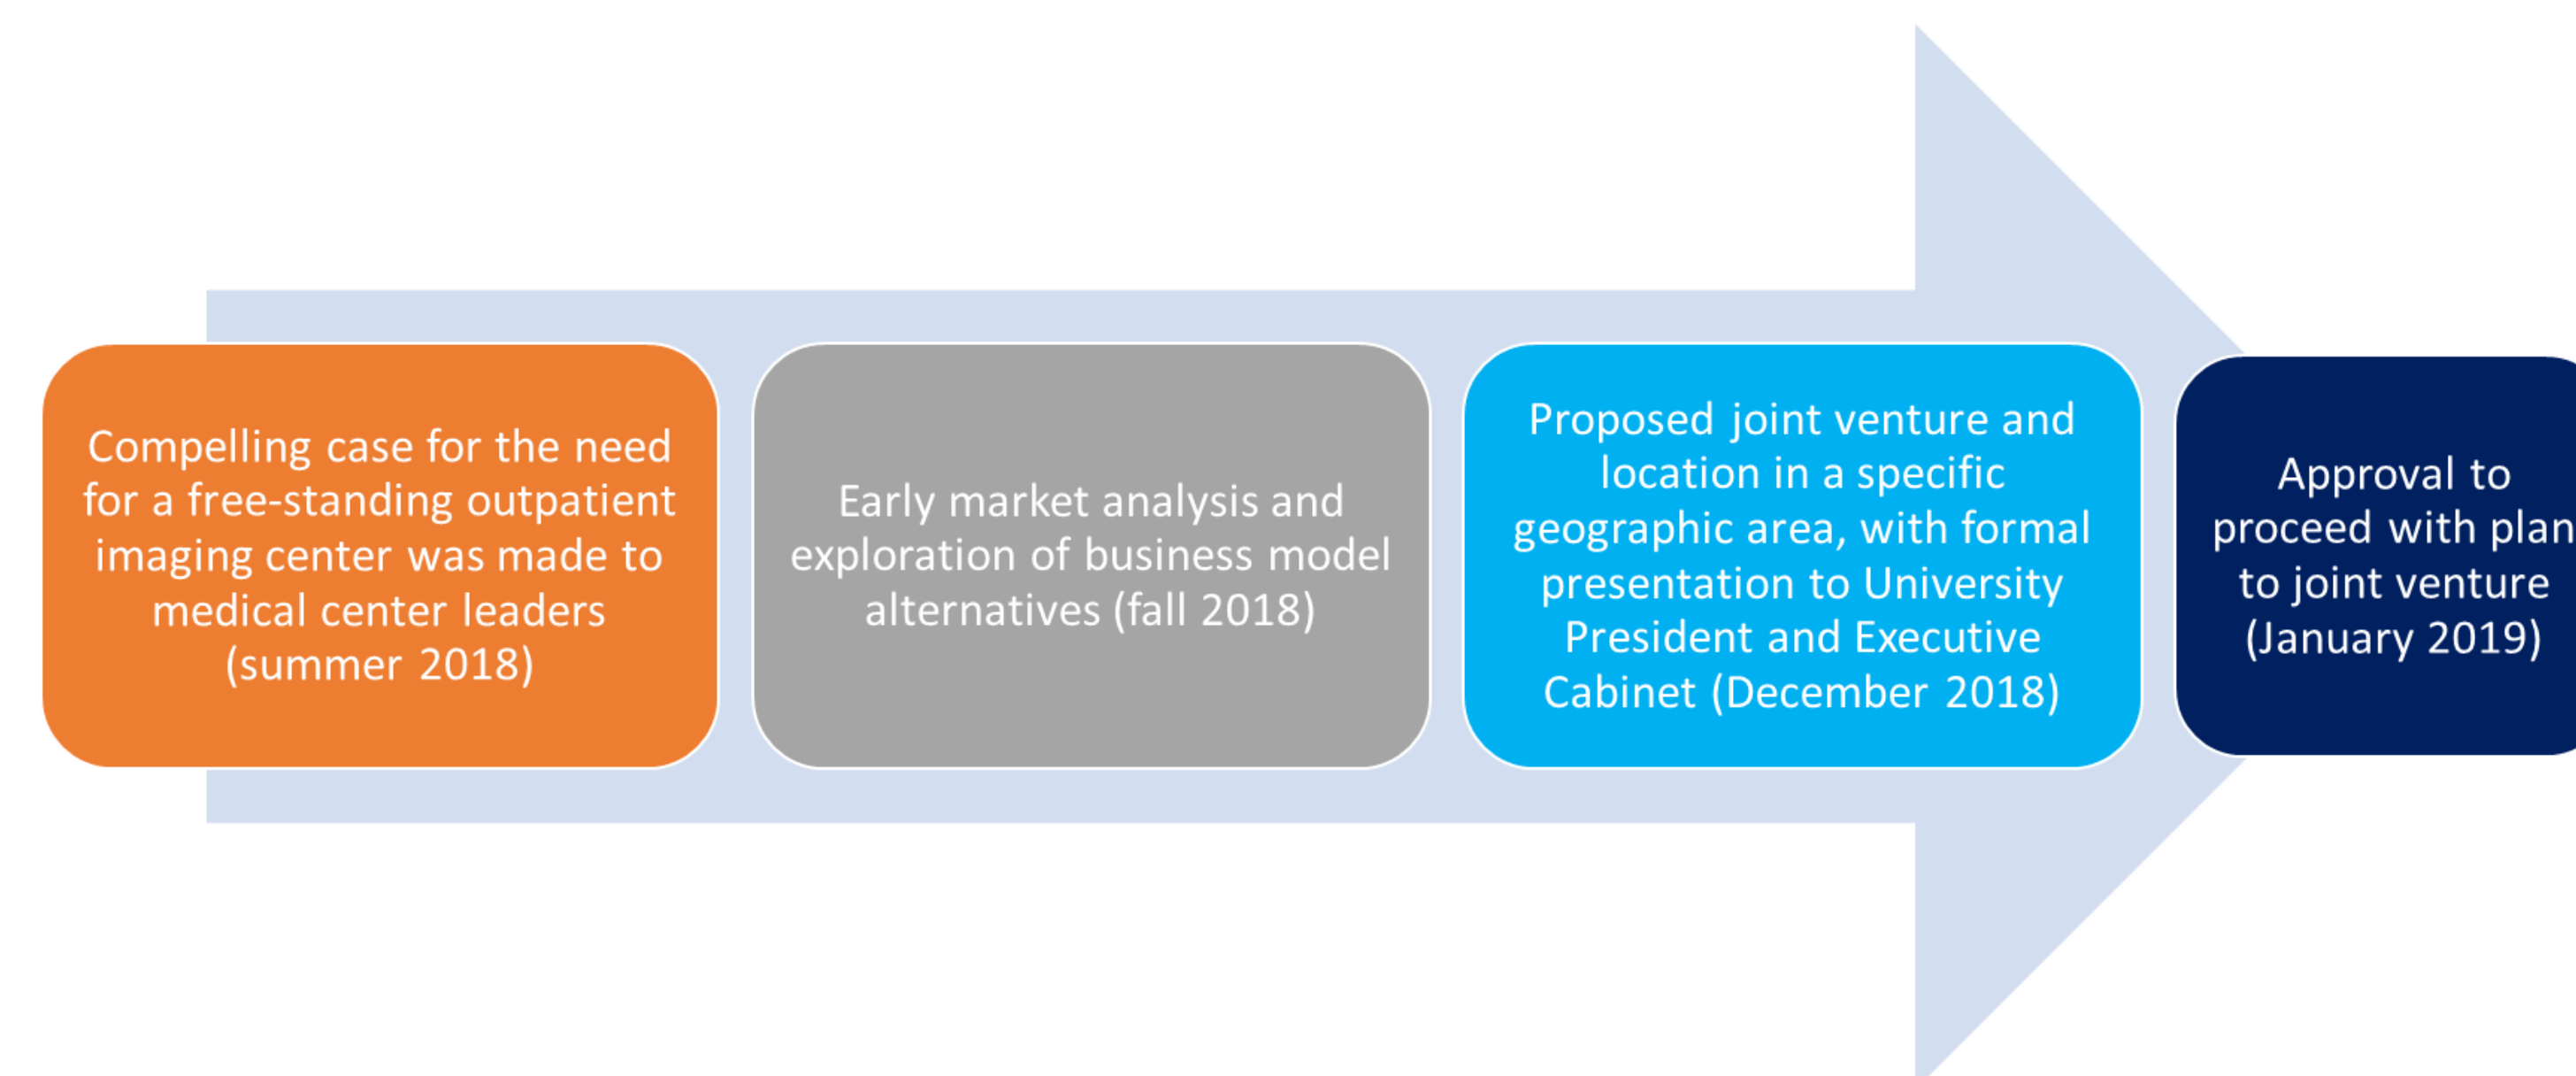 Compelling case for the need
for a free-standing outpatient
imaging center was made to
medical center leaders
(summer 2018)
Early market analysis and
exploration of business model
alternatives (fall 2018)
Proposed joint venture and
location in a specific
geographic area, with formal
presentation to University
President and Executive
Cabinet (December 2018)
Approval to
proceed with plan
to joint venture
(January 2019)